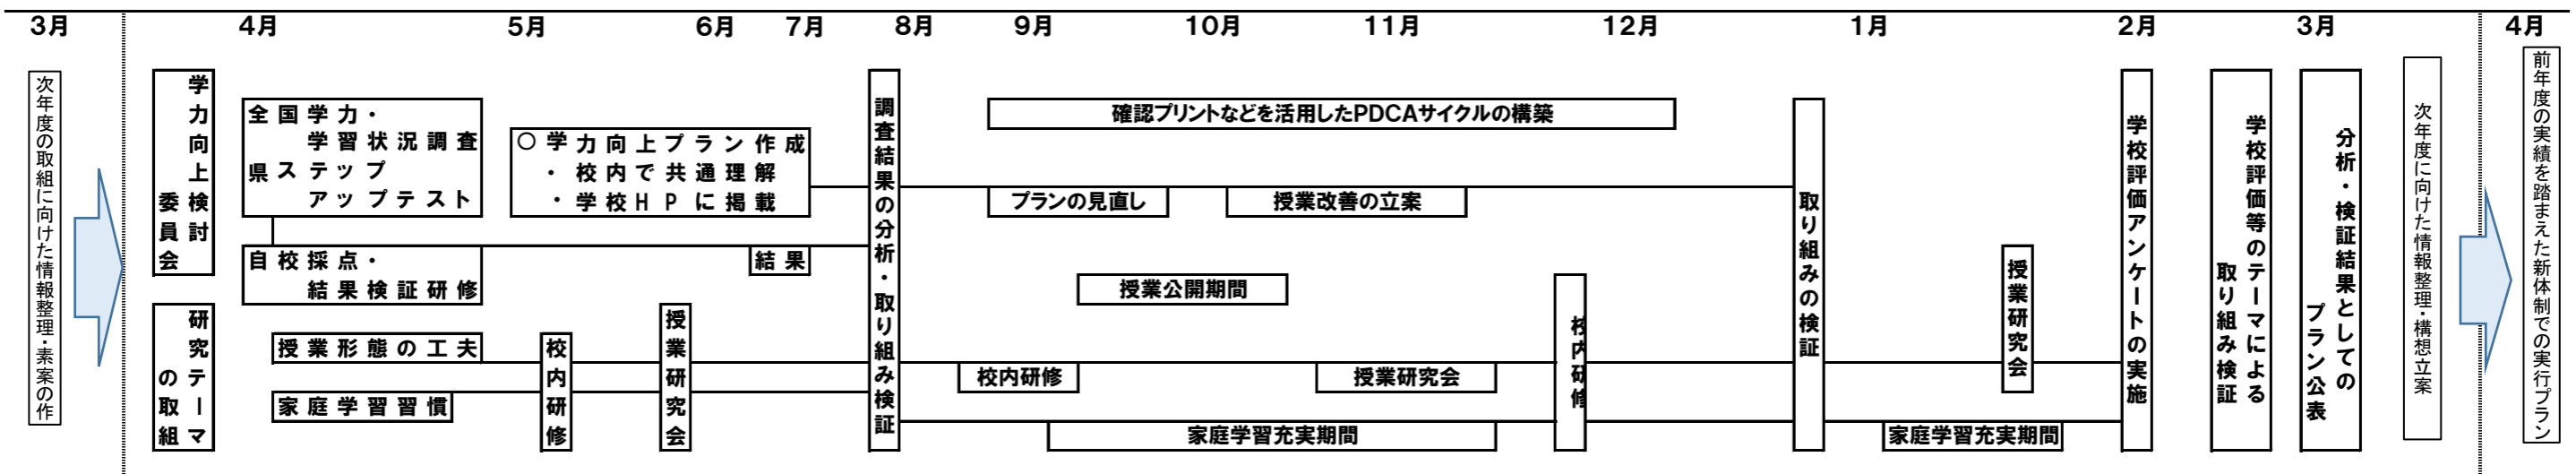 3月
4月
5月
6月
7月
8月
9月
10月
11月
12月
1月
2月
3月
4月
次年度の取組に向けた情報整理・素案の作
学力向上検討
委員会
研究テーマ
の取組
全国学力・
学習状況調査
県ステップ
アップテスト
自校採点・
結果検証研修
授業形態の工夫
家庭学習習慣
○学力向上プラン作成
・校内で共通理解
・学校HPに掲載
結果
校内研修
授業研究会
調査結果の分析・取り組み検証
確認プリントなどを活用したPDCAサイクルの構築
プランの見直し
授業改善の立案
授業公開期間
校内研修
授業研究会
家庭学習充実期間
校内研修
取り組みの検証
授業研究会
家庭学習充実期間
学校評価アンケートの実施
学校評価等のテーマによる
取り組み検証
分析・検証結果としての
プラン公表
次年度に向けた情報整理・構想立案
前年度の実績を踏まえた新体制での実行プラン